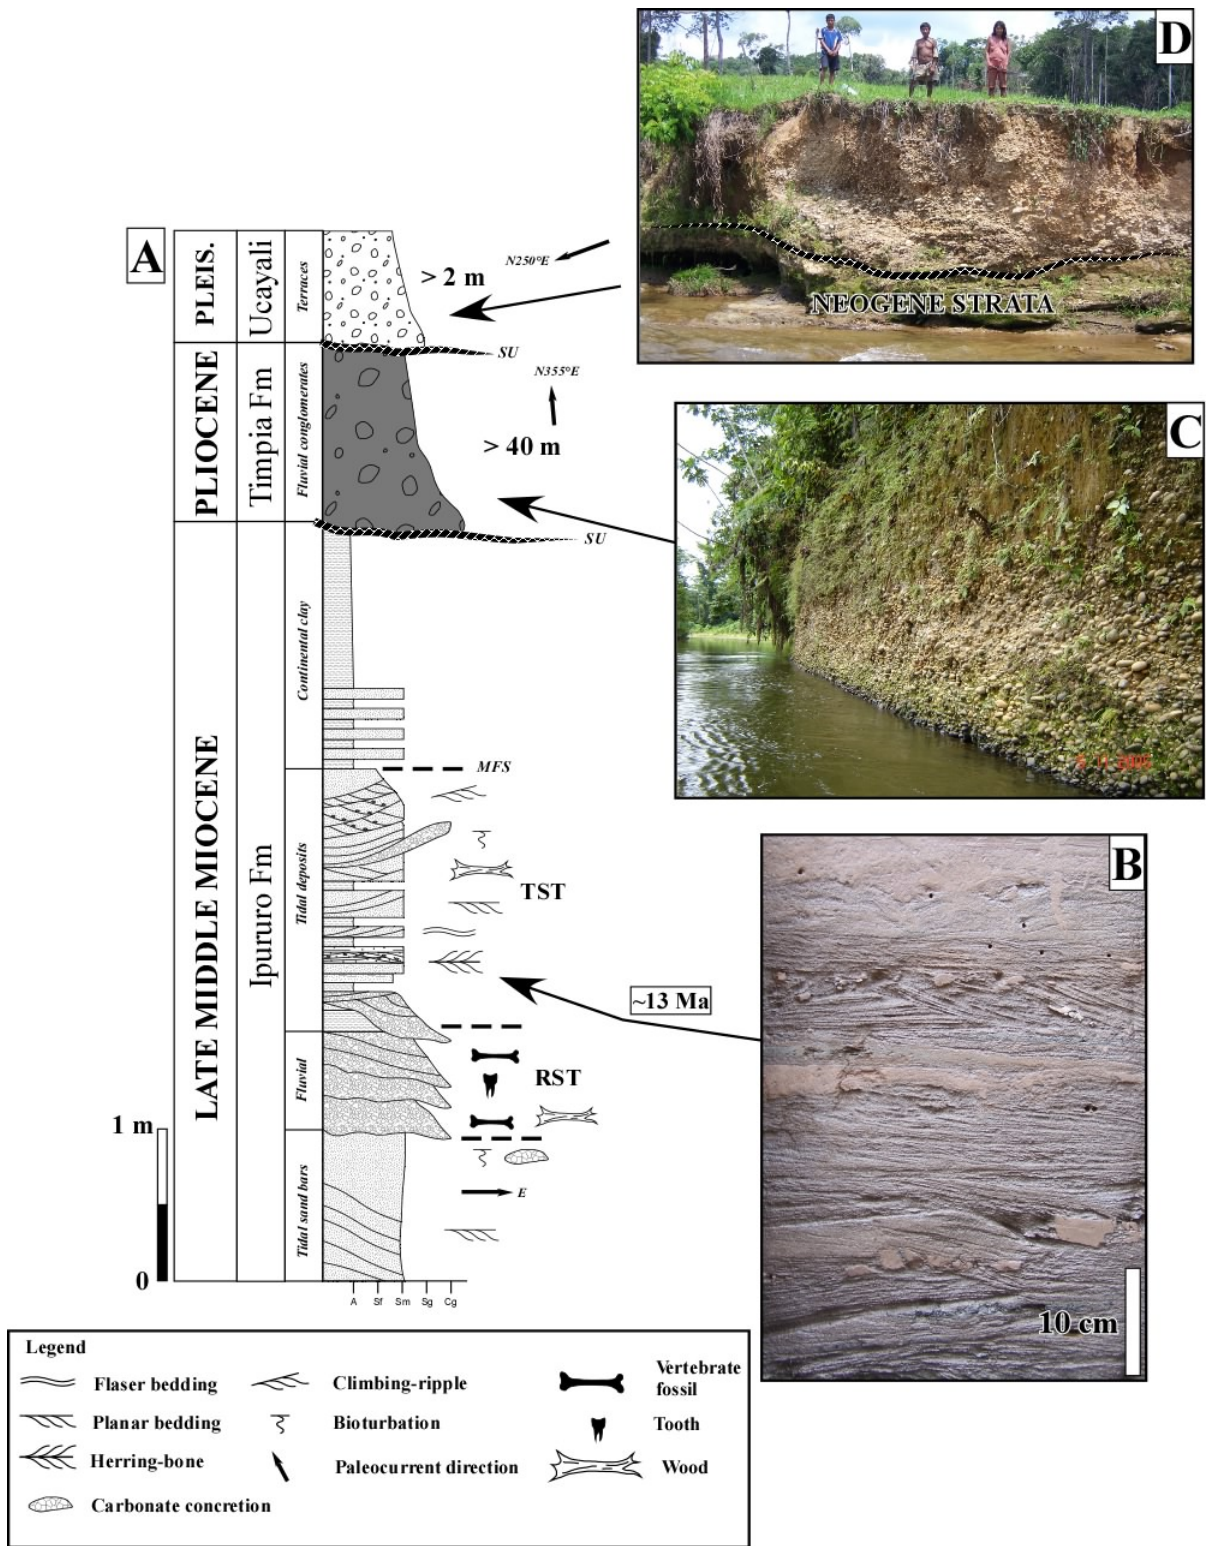 A
PLEIS.
Ucayali
Terraces
> 2 m
N250°E
SU
PLIOCENE
Timpia Fm
Fluvial conglomerates
> 40 m
N355°E
SU
LATE MIDDLE MIOCENE
Ipururo Fm
Continental clay
MFS
Tidal deposits
TST
~13 Ma
Fluvial
RST
Tidal sand bars
E
1 m
0
A Sf Sm Sg Cg
D
NEOGENE STRATA
C
B
10 cm
Legend
Flaser bedding
Planar bedding
Herring-bone
Carbonate concretion
Climbing-ripple
Bioturbation
Paleocurrent direction
Vertebrate
fossil
Tooth
Wood